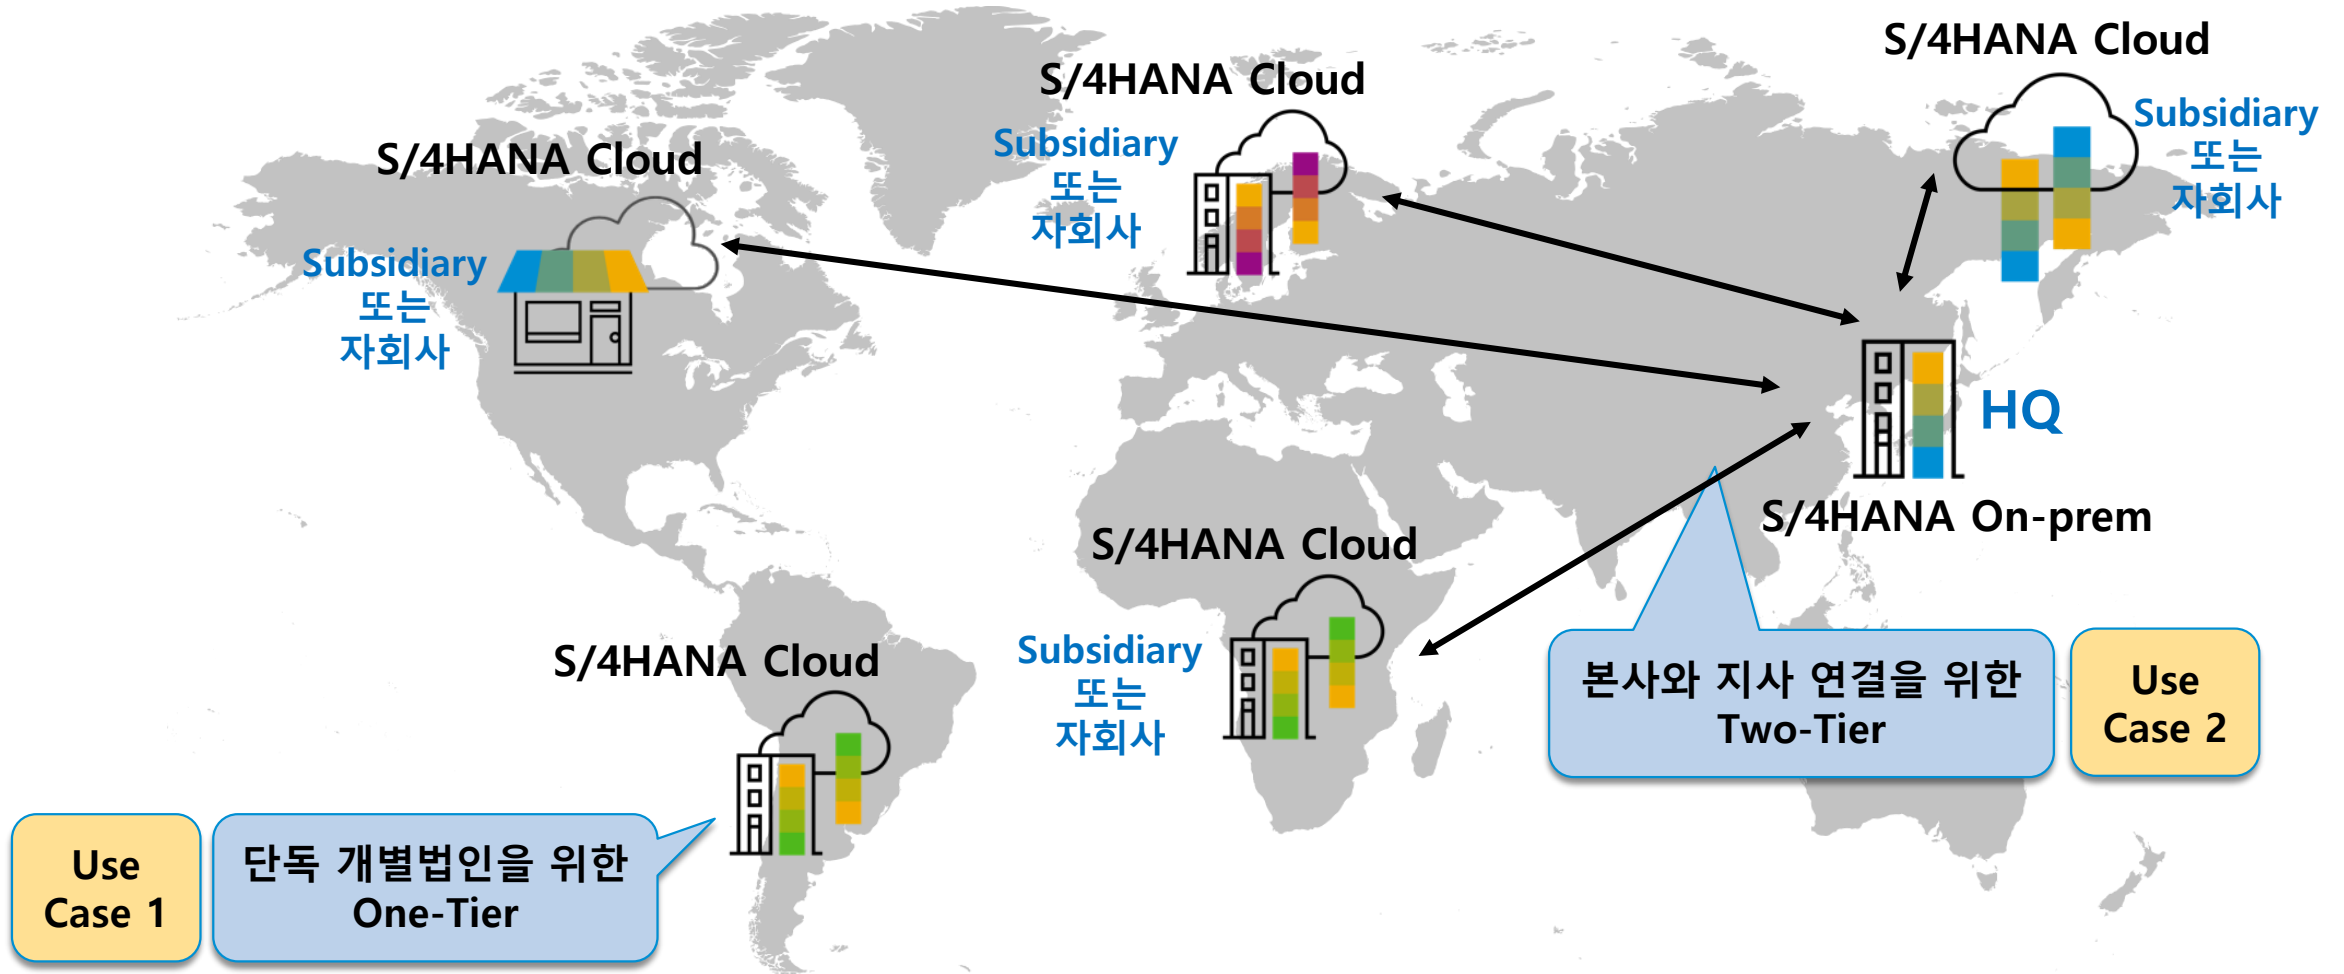 S/4HANA Cloud
S/4HANA Cloud
Subsidiary
또는
자회사
Subsidiary
또는
자회사
S/4HANA Cloud
Subsidiary
또는
자회사
HQ
S/4HANA On-prem
S/4HANA Cloud
Subsidiary
또는
자회사
S/4HANA Cloud
본사와 지사 연결을 위한
Two-Tier
Use
Case 2
Use
Case 1
단독 개별법인을 위한
One-Tier